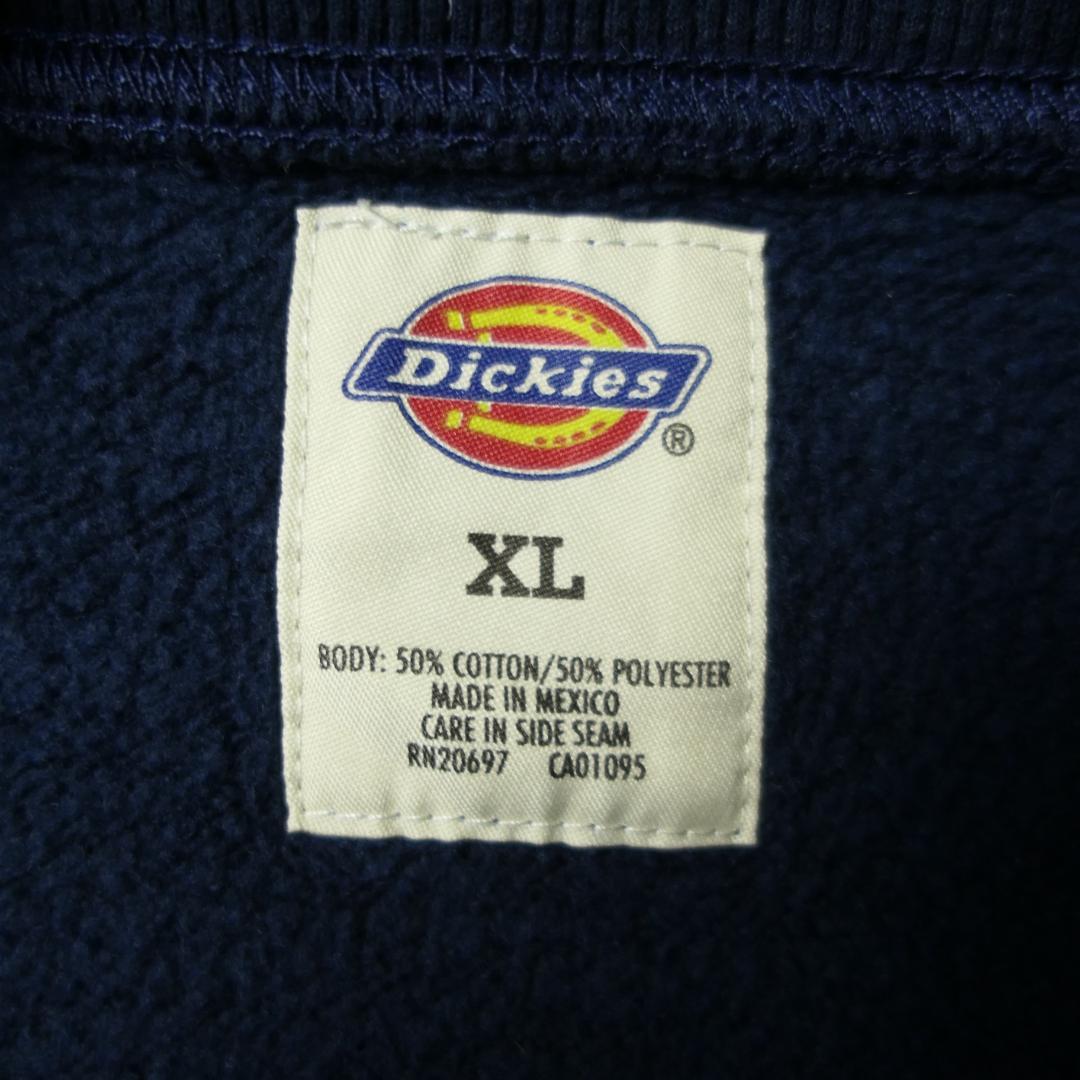 Dickies
®
XL
BODY: 50% COTTON/50% POLYESTER
MADE IN MEXICO
CARE IN SIDE SEAM
RN20697 CA01095